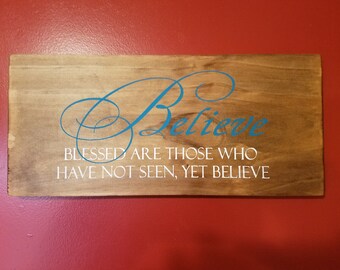 Believe
BLESSED ARE THOSE WHO
HAVE NOT SEEN, YET BELIEVE